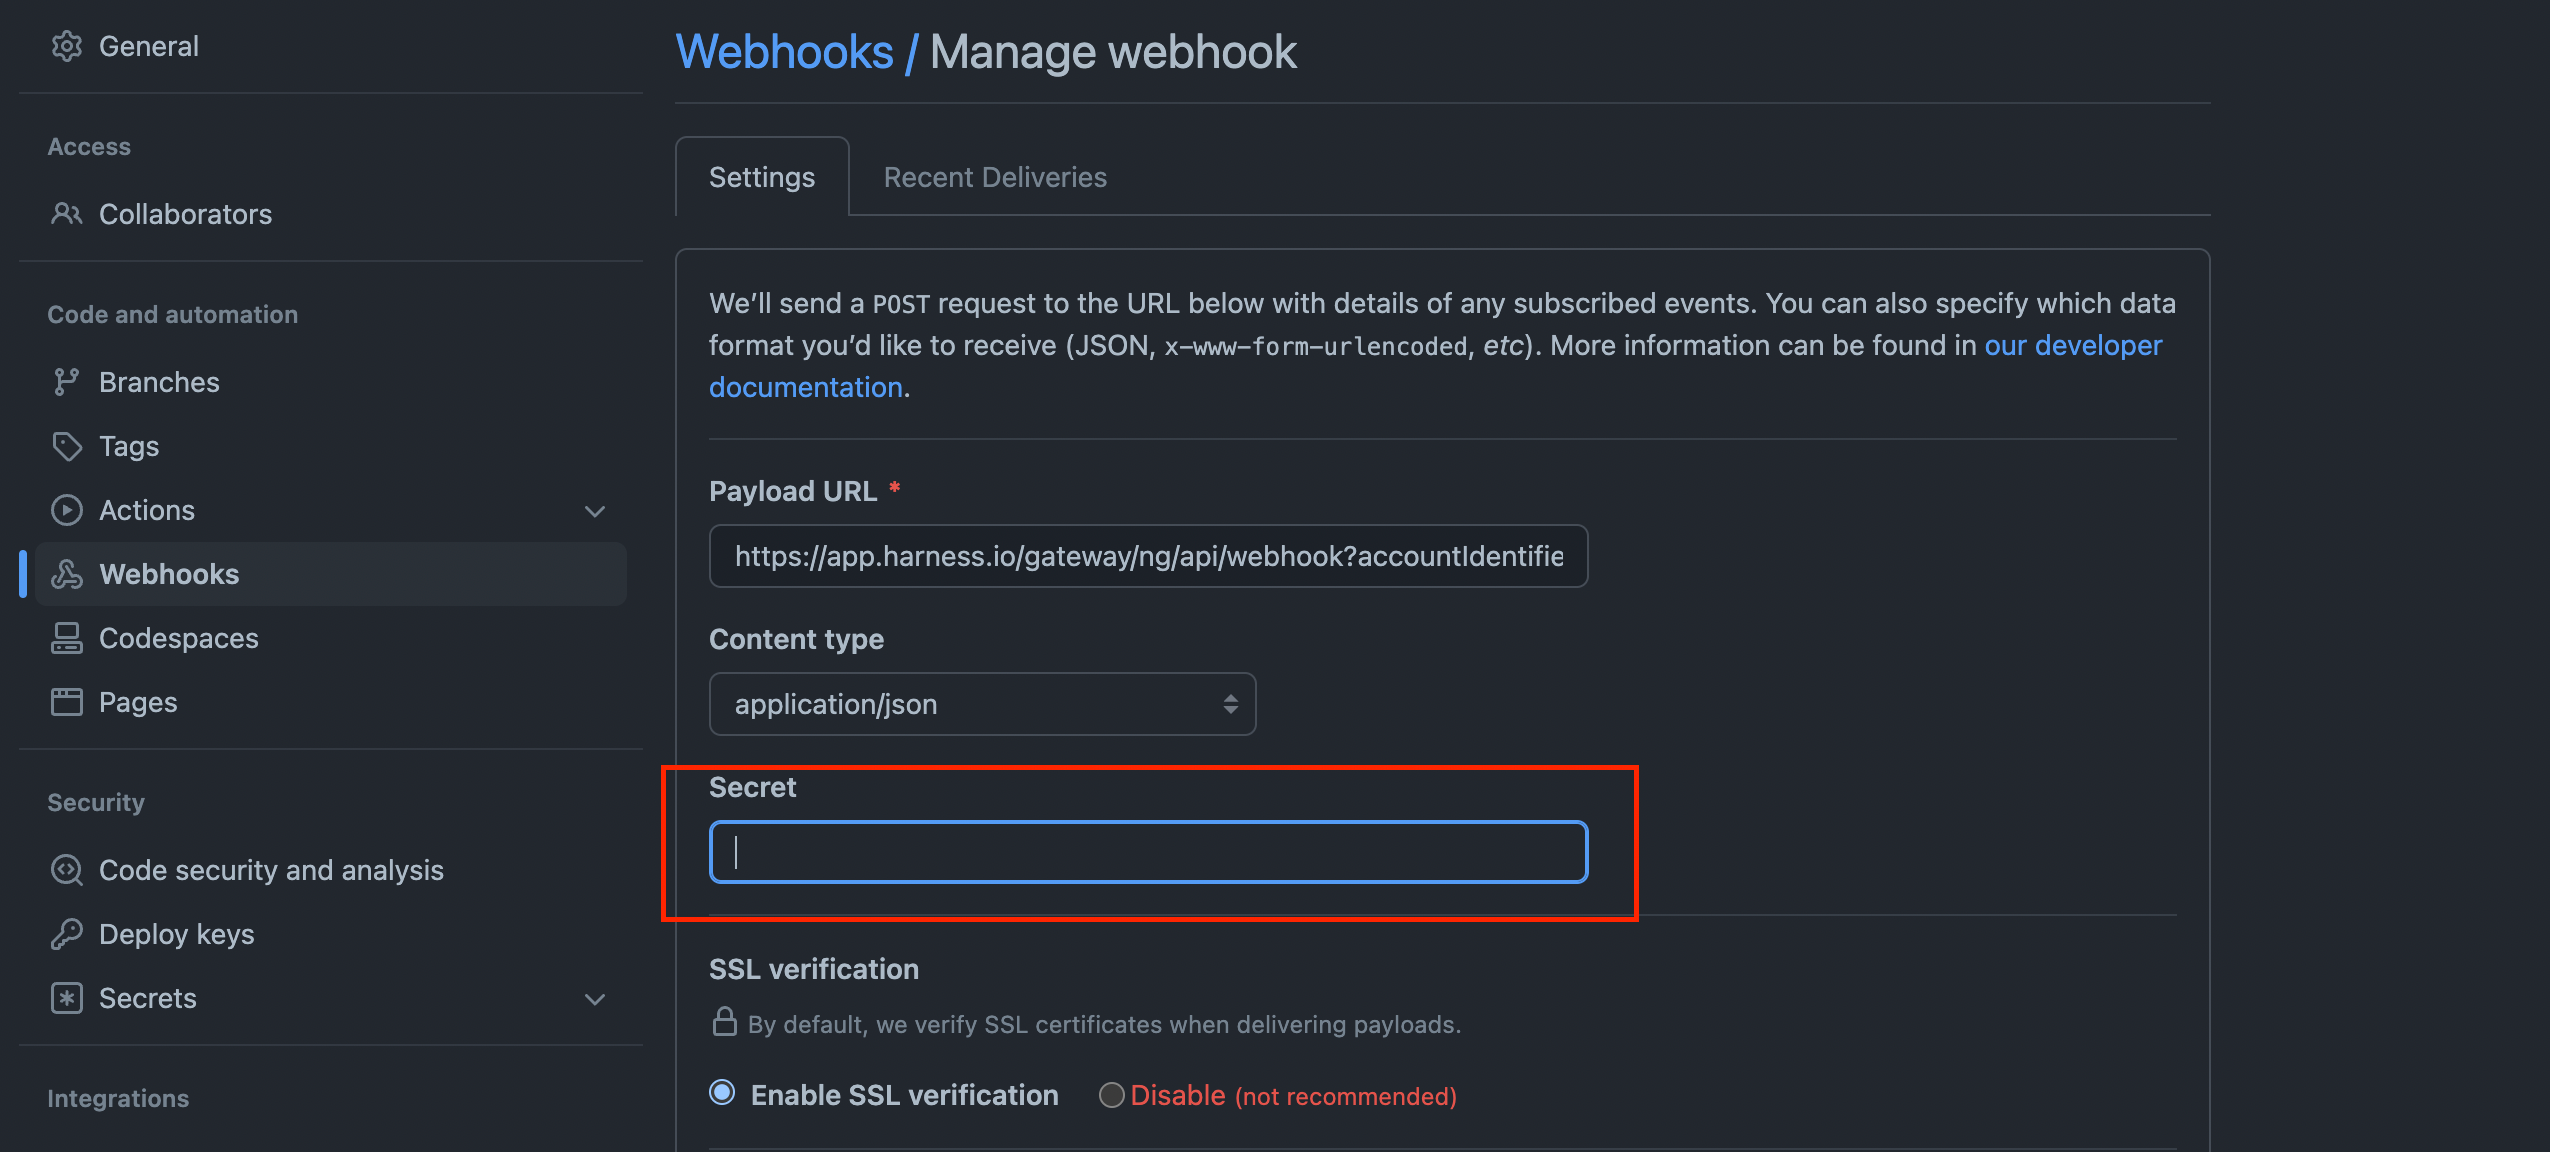 General
Access
Collaborators
Code and automation
Branches
Tags
Actions
Webhooks
Codespaces
Pages
Security
Code security and analysis
Deploy keys
Secrets
Integrations
Webhooks / Manage webhook
Settings
Recent Deliveries
We’ll send a POST request to the URL below with details of any subscribed events. You can also specify which data
format you’d like to receive (JSON, x-www-form-urlencoded, etc). More information can be found in our developer
documentation.
Payload URL *
https://app.harness.io/gateway/ng/api/webhook?accountIdentifie
Content type
application/json
Secret
SSL verification
By default, we verify SSL certificates when delivering payloads.
Enable SSL verification
Disable (not recommended)